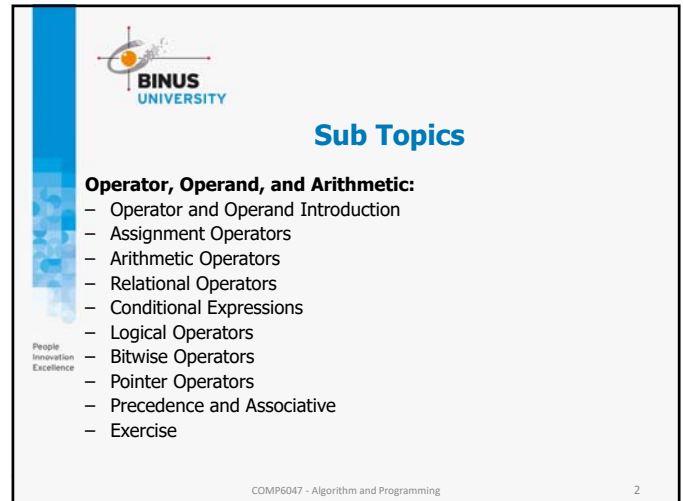 BINUS
UNIVERSITY
Sub Topics
Operator, Operand, and Arithmetic:
– Operator and Operand Introduction
– Assignment Operators
– Arithmetic Operators
– Relational Operators
– Conditional Expressions
– Logical Operators
– Bitwise Operators
– Pointer Operators
– Precedence and Associative
– Exercise
People
Innovation
Excellence
COMP6047 - Algorithm and Programming 2